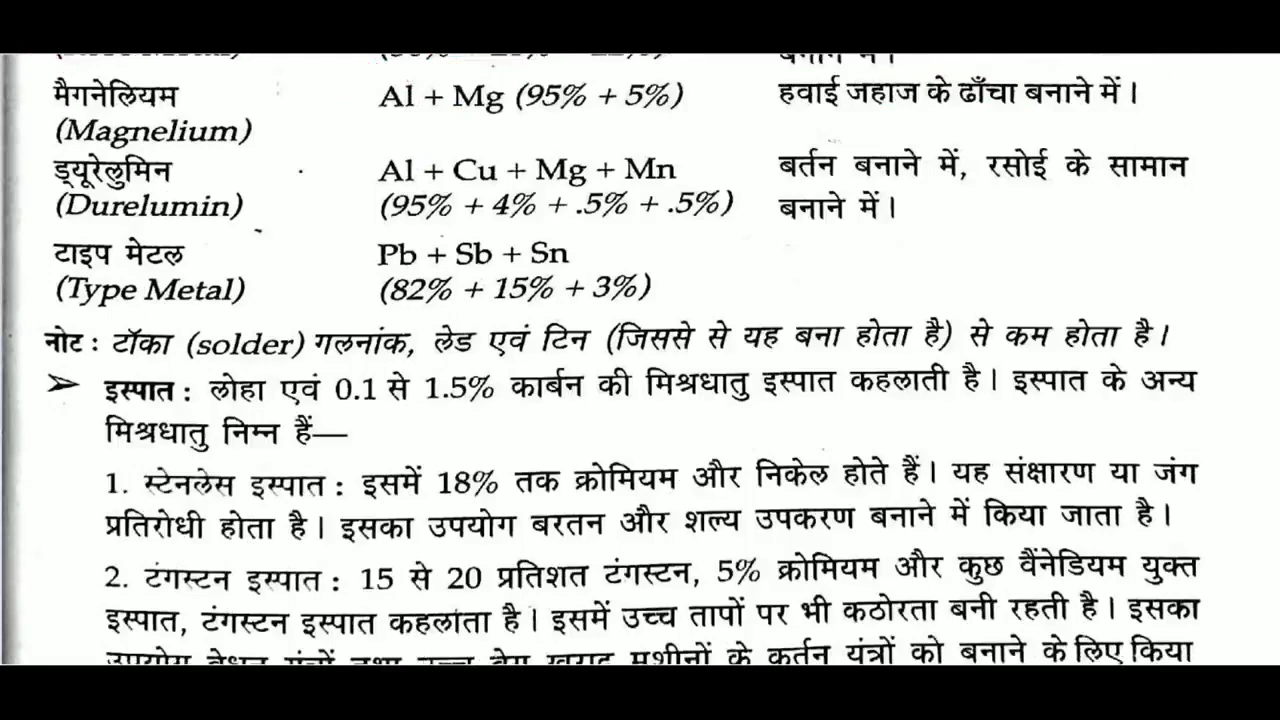 मैगनेलियम Al + Mg (95% + 5%) हवाई जहाज के ढाँचा बनाने में।
(Magnelium)
ड्यूरेलुमिन Al + Cu + Mg + Mn बर्तन बनाने में, रसोई के सामान
(Durelumin) (95% + 4% + .5% + .5%) बनाने में।
टाइप मेटल Pb + Sb + Sn
(Type Metal) (82% + 15% + 3%)
नोट : टॉका (solder) गलनांक, लेड एवं टिन (जिससे से यह बना होता है) से कम होता है।
➢ इस्पात : लोहा एवं 0.1 से 1.5% कार्बन की मिश्रधातु इस्पात कहलाती है। इस्पात के अन्य
मिश्रधातु निम्न हैं—
1. स्टेनलेस इस्पात : इसमें 18% तक क्रोमियम और निकेल होते हैं। यह संक्षारण या जंग
प्रतिरोधी होता है। इसका उपयोग बरतन और शल्य उपकरण बनाने में किया जाता है।
2. टंगस्टन इस्पात : 15 से 20 प्रतिशत टंगस्टन, 5% क्रोमियम और कुछ वैंनेडियम युक्त
इस्पात, टंगस्टन इस्पात कहलाता है। इसमें उच्च तापों पर भी कठोरता बनी रहती है। इसका
मशीनों के कर्तन यंत्रों को बनाने के लिए किया